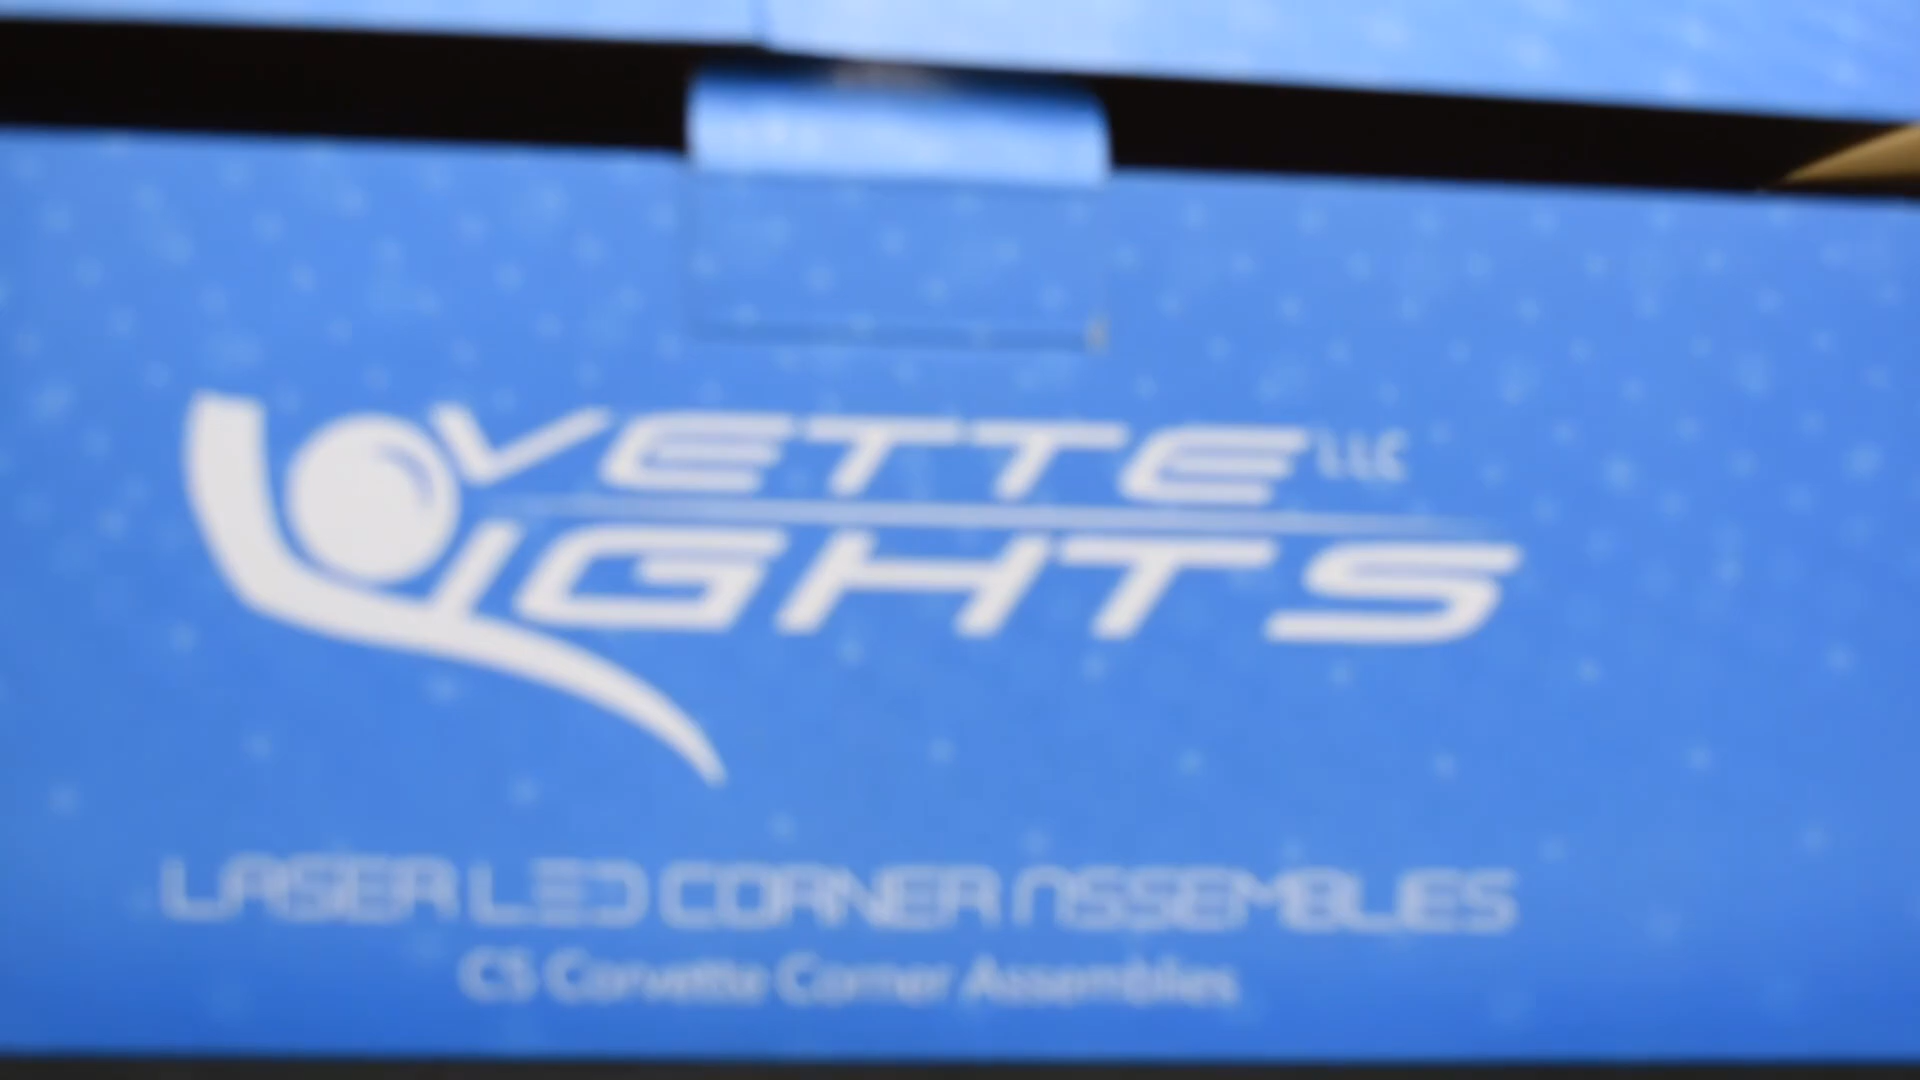 VETTE LLC
LIGHTS
LASER LED CORNER ASSEMBLIES
C5 Corvette Corner Assemblies